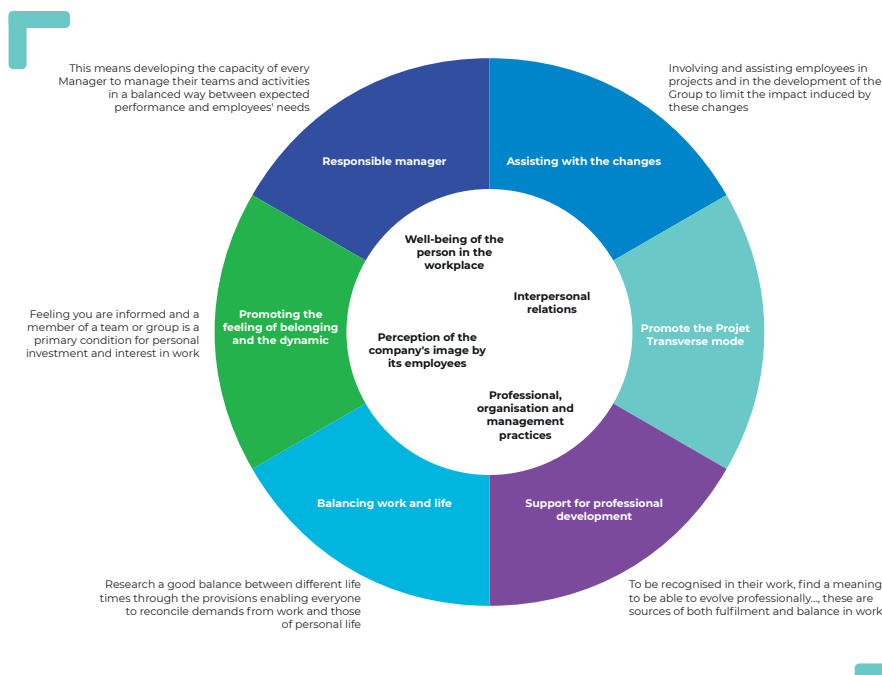 This means developing the capacity of every
Manager to manage their teams and activities
in a balanced way between expected
performance and employees' needs
Involving and assisting employees in
projects and in the development of the
Group to limit the impact induced by
these changes
Responsible manager
Assisting with the changes
Well-being of the
person in the
workplace
Interpersonal
relations
Feeling you are informed and a
member of a team or group is a
primary condition for personal
investment and interest in work
Promoting the
feeling of belonging
and the dynamic
Perception of the
company's image by
its employees
Promote the Projet
Transverse mode
Professional,
organisation and
management
practices
Balancing work and life
Support for professional
development
Research a good balance between different life
times through the provisions enabling everyone
to reconcile demands from work and those
of personal life
To be recognised in their work, find a meaning
to be able to evolve professionally..., these are
sources of both fulfilment and balance in work